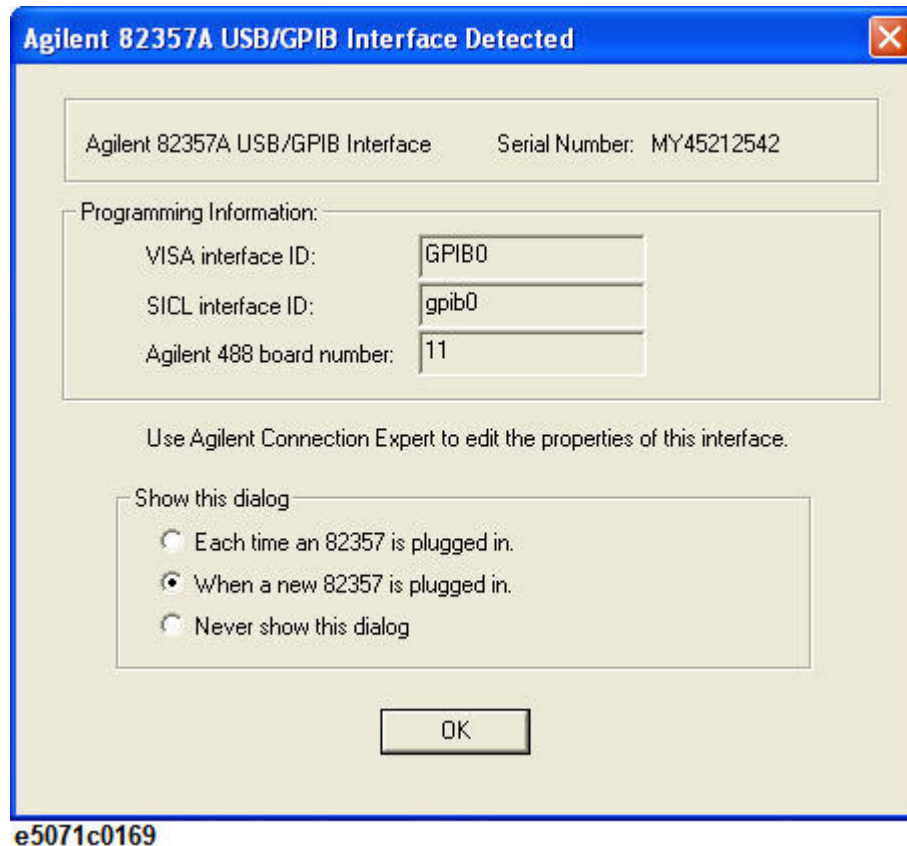 Agilent 82357A USB/GPIB Interface Detected
Agilent 82357A USB/GPIB Interface Serial Number: MY45212542
Programming Information:
VISA interface ID: GPIB0
SICL interface ID: gpib0
Agilent 488 board number: 11
Use Agilent Connection Expert to edit the properties of this interface.
Show this dialog
Each time an 82357 is plugged in.
When a new 82357 is plugged in.
Never show this dialog
OK
e5071c0169